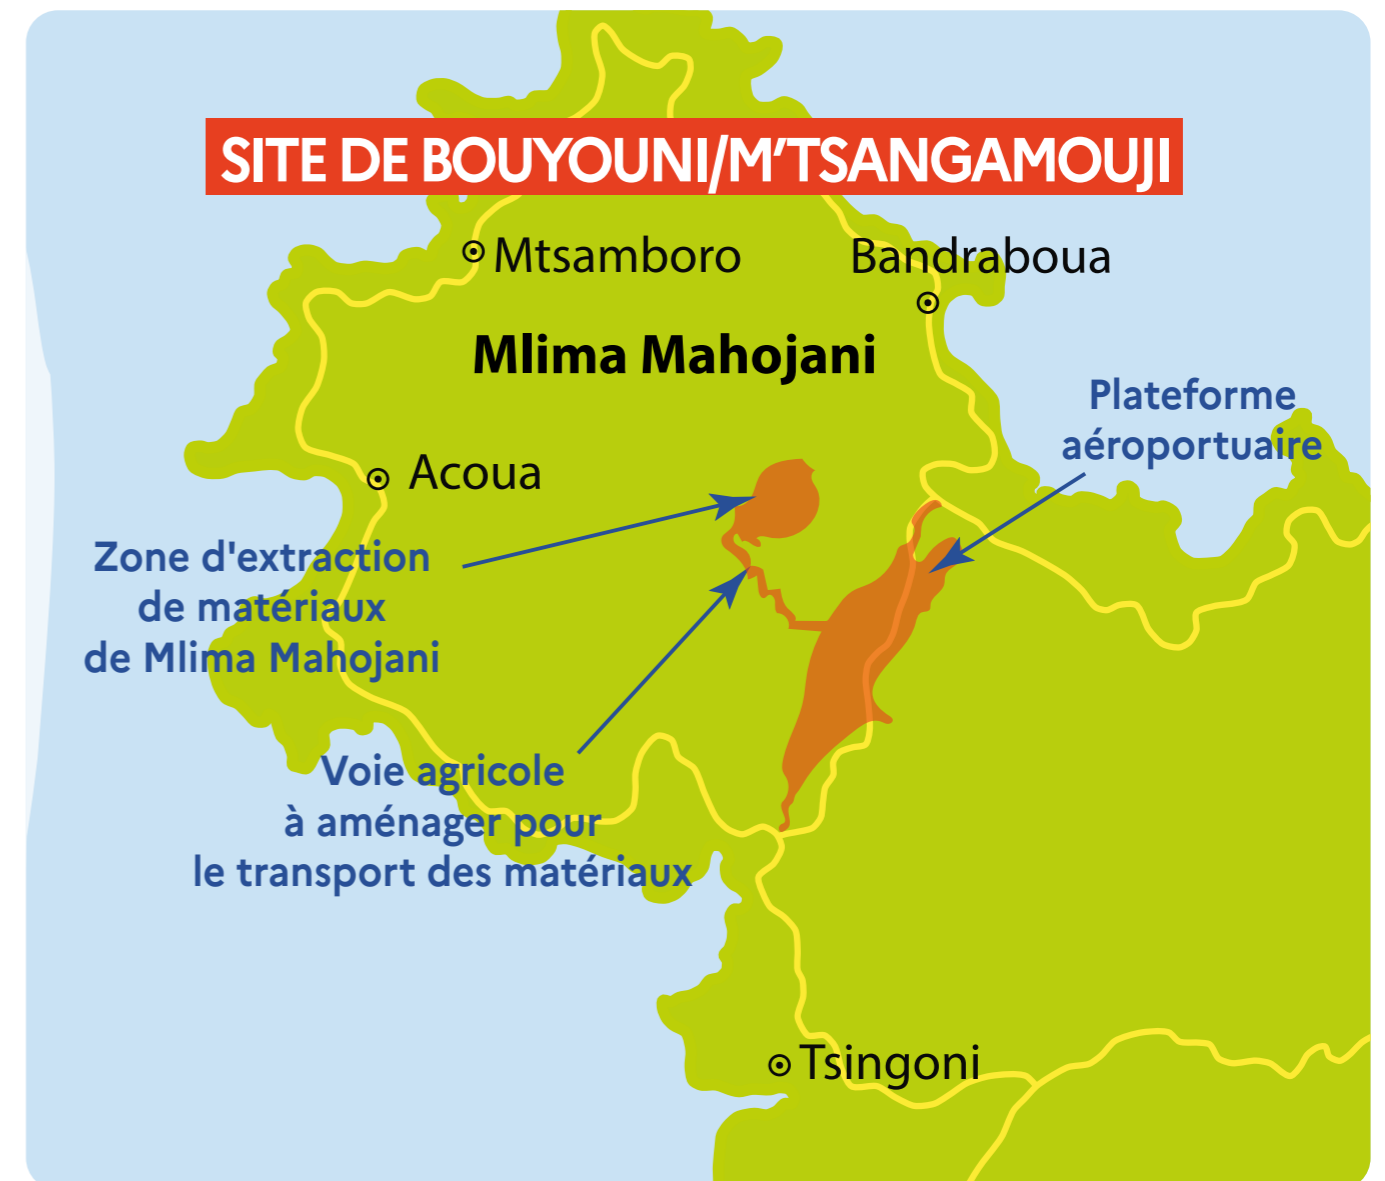 SITE DE BOUYOUNI/M'TSANGAMOUJI
Mtsamboro
Bandraboua
Mlima Mahojani
Plateforme
aéroportuaire
Acoua
Zone d'extraction
de matériaux
de Mlima Mahojani
Voie agricole
à aménager pour
le transport des matériaux
Tsingoni